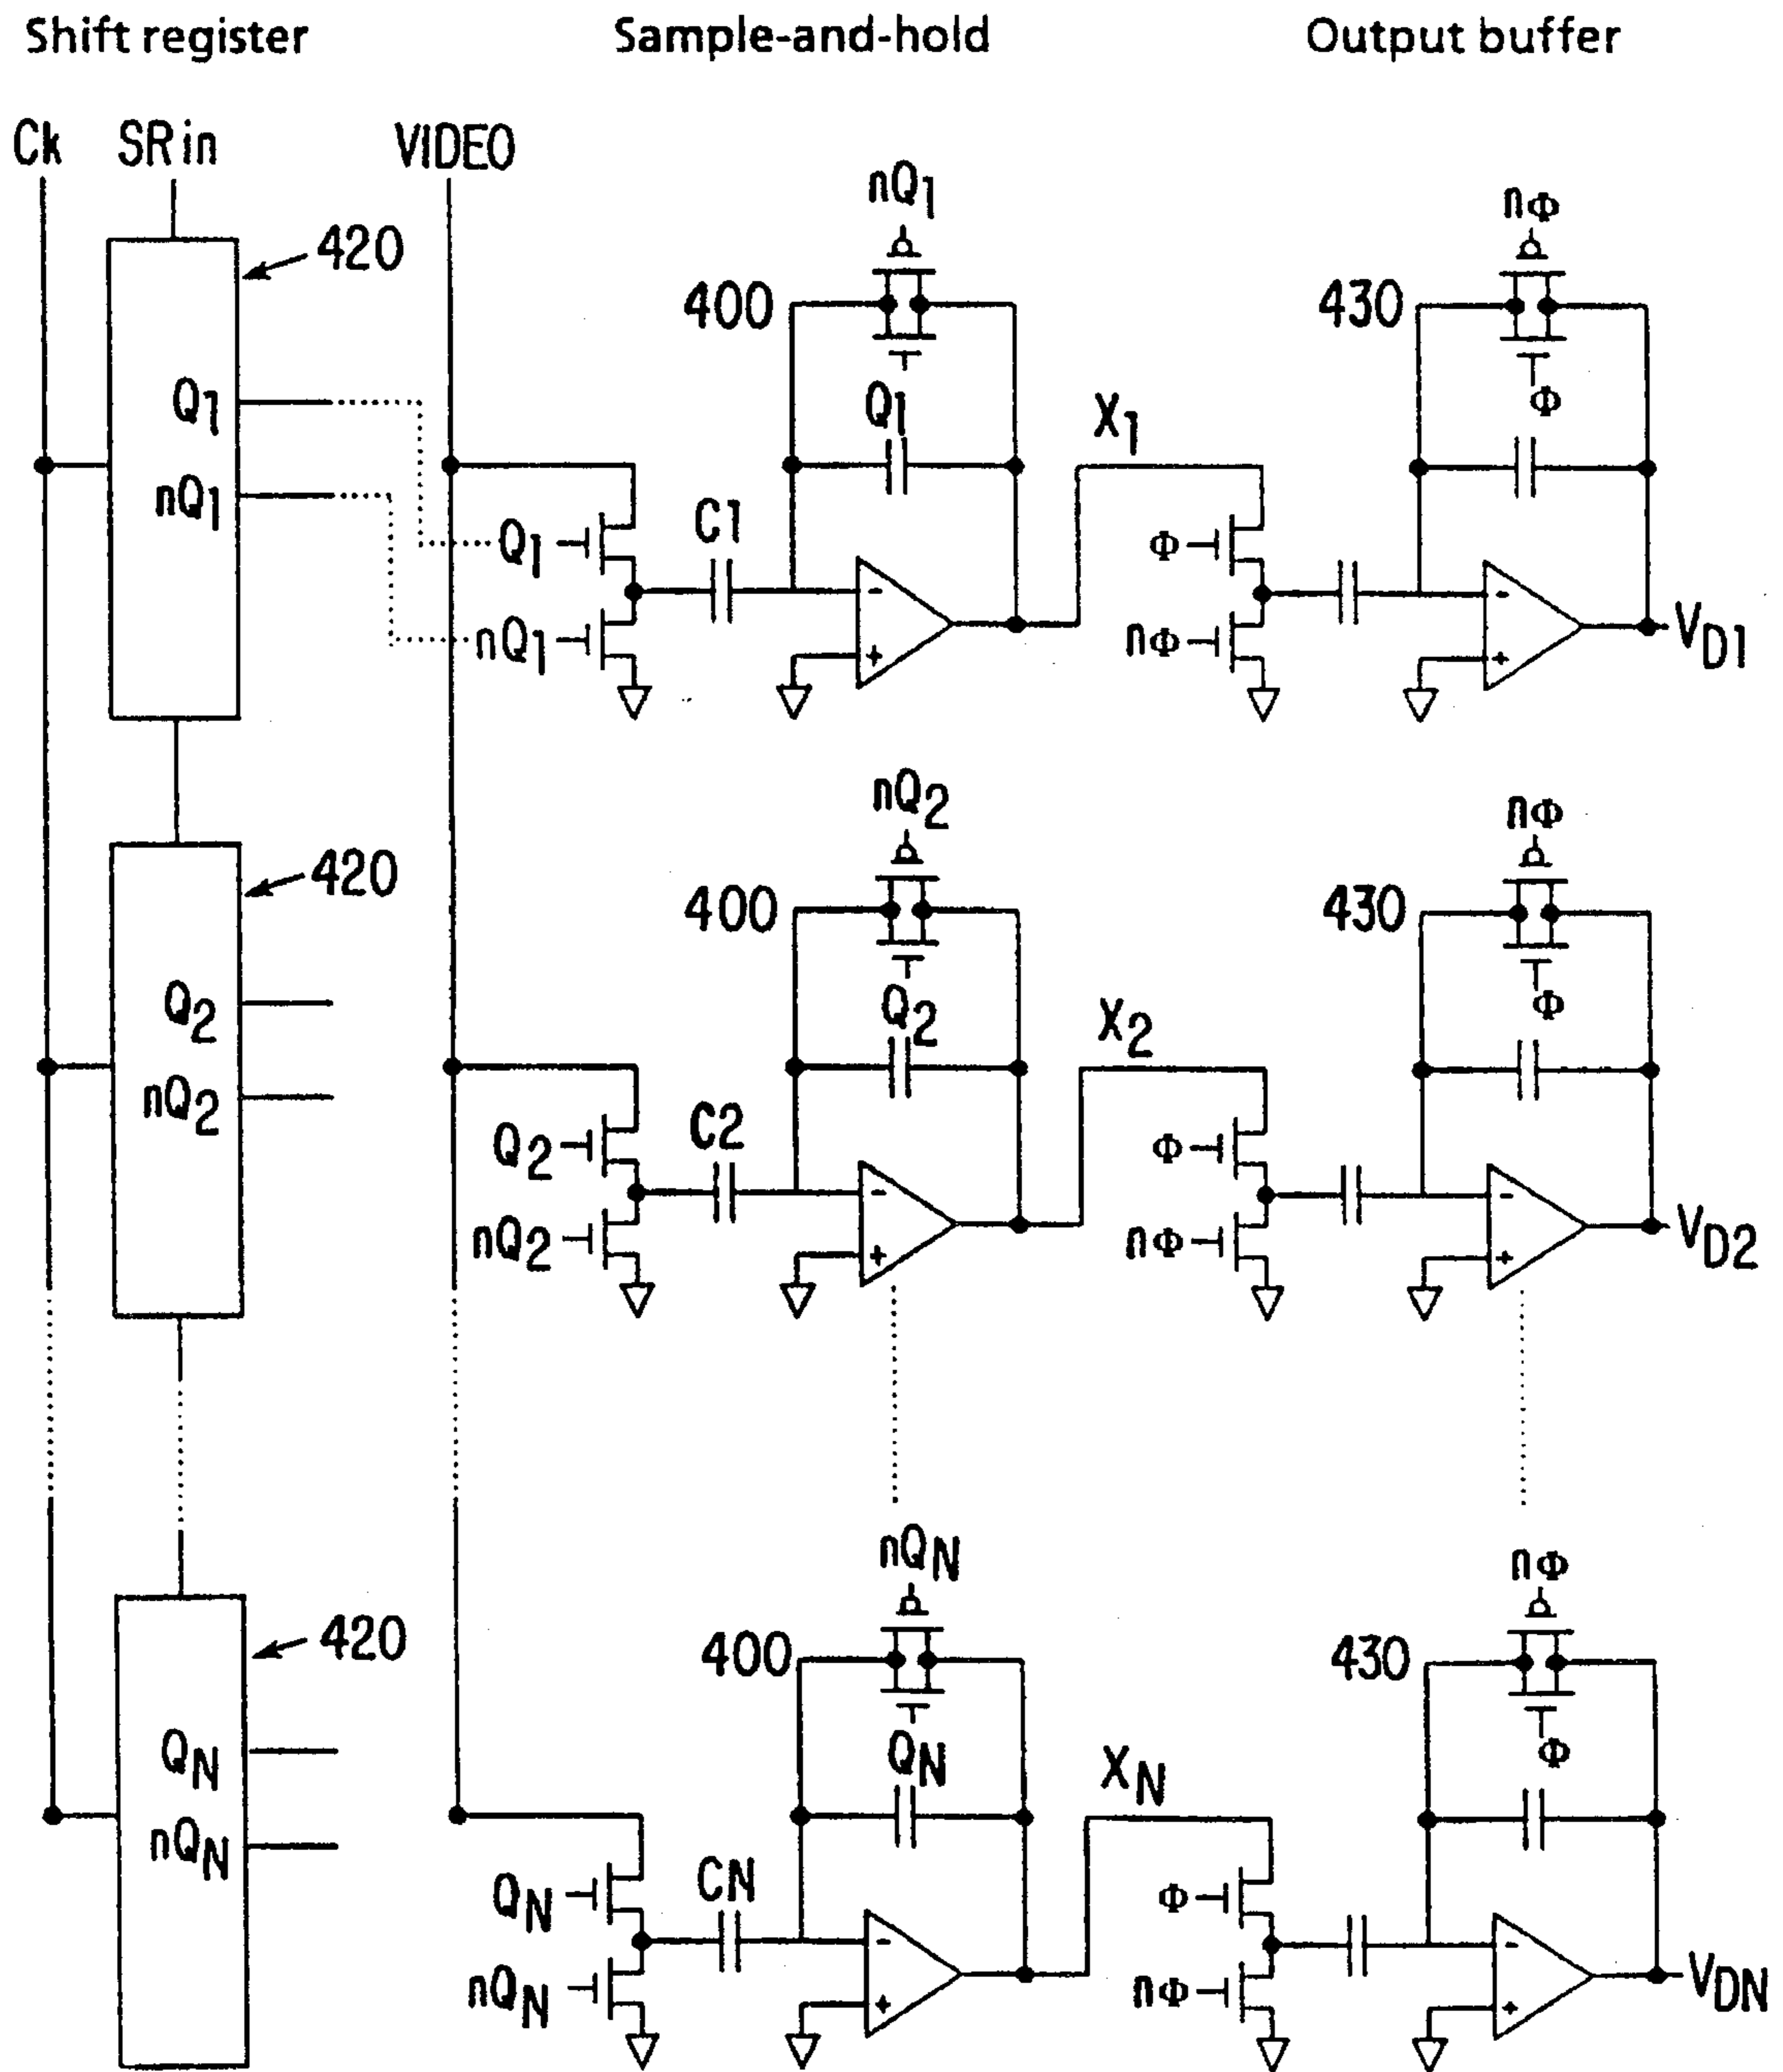 Shift register Sample-and-hold Output buffer
Ck SRin VIDEO
nQ1 nΦ
420 400 430
Q1 Q1 X1 Φ
nQ1 C1
Q1 Φ
- -
nQ1 + nΦ + VD1
nQ2 nΦ
420 400 430
Q2 Q2 X2 Φ
nQ2 C2
Q2 Φ
- -
nQ2 + nΦ + VD2
nQN nΦ
420 400 430
QN QN XN Φ
nQN CN
QN Φ
- -
nQN + nΦ + VDN